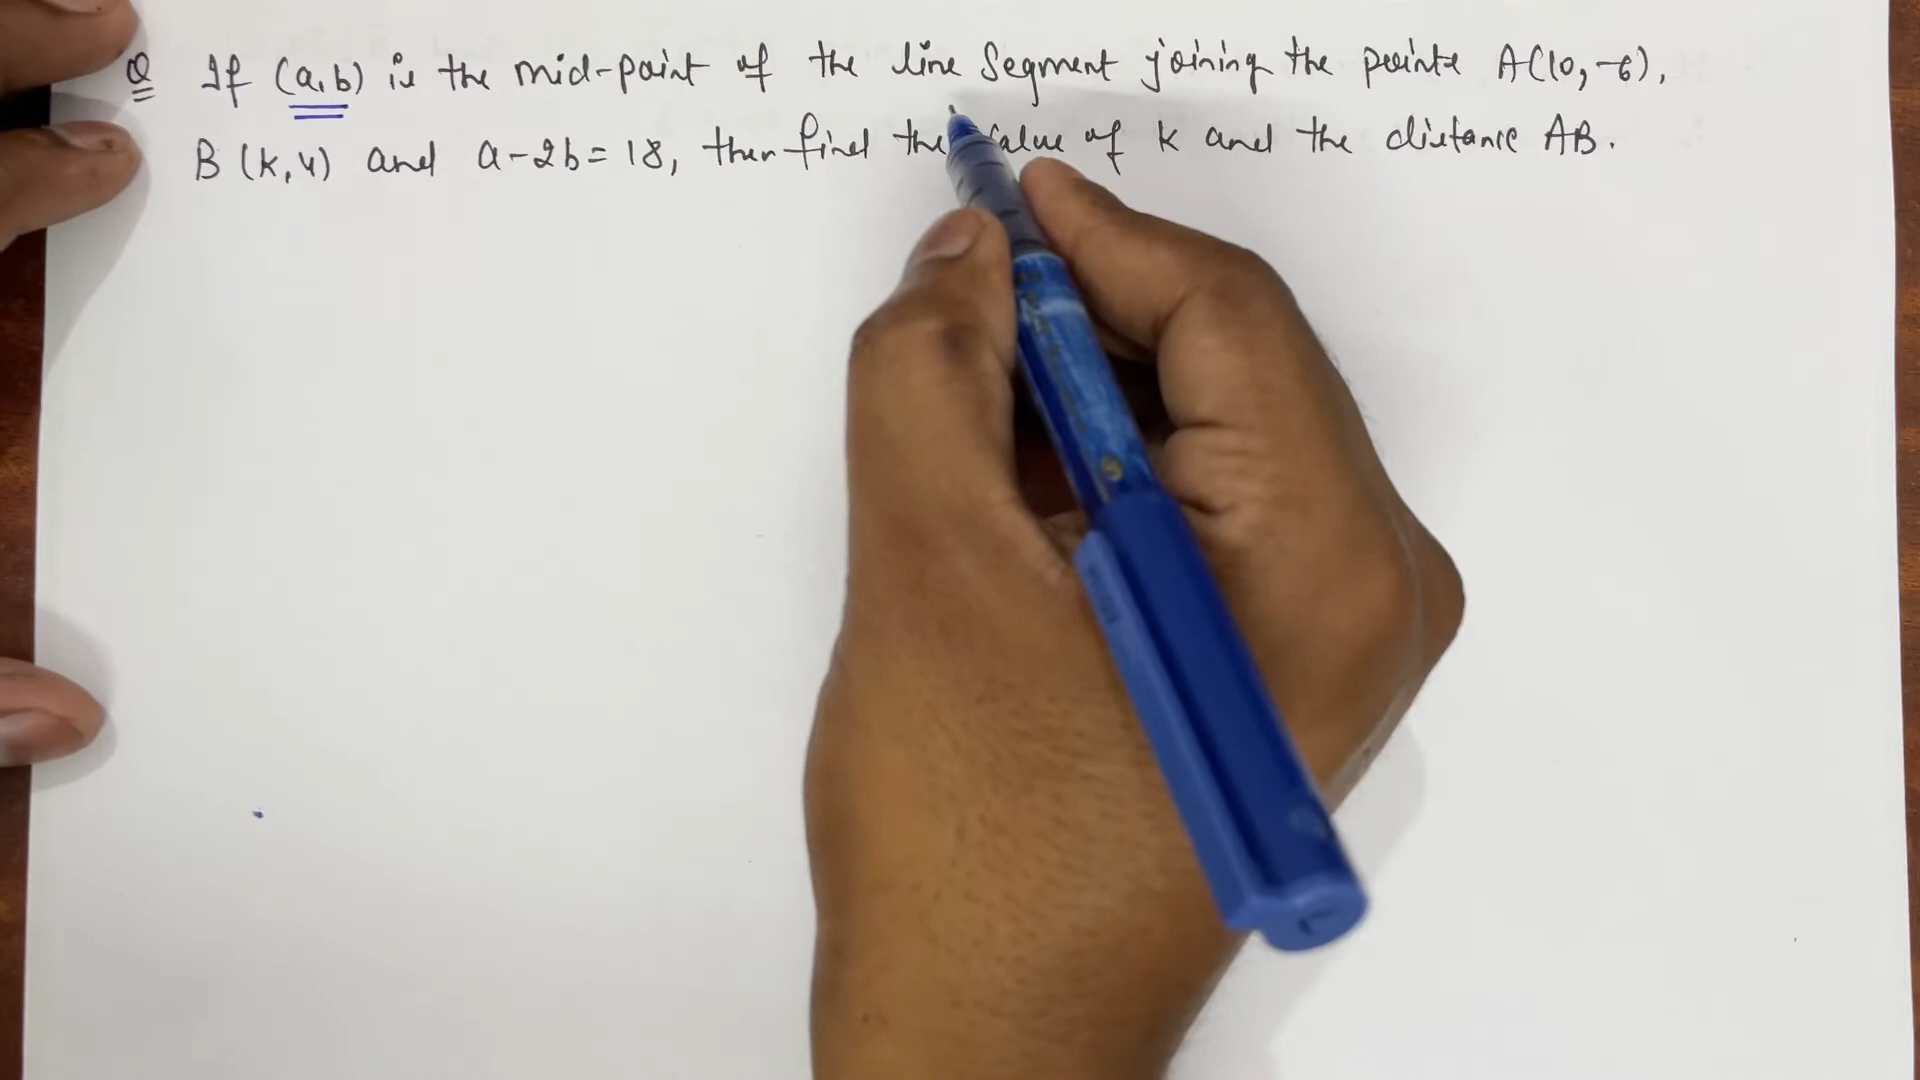 Q If (a,b) is the mid-point of the line Segment joining the points A(10,-6),
B (k,4) and a-2b=18, then find the value of k and the distance AB.